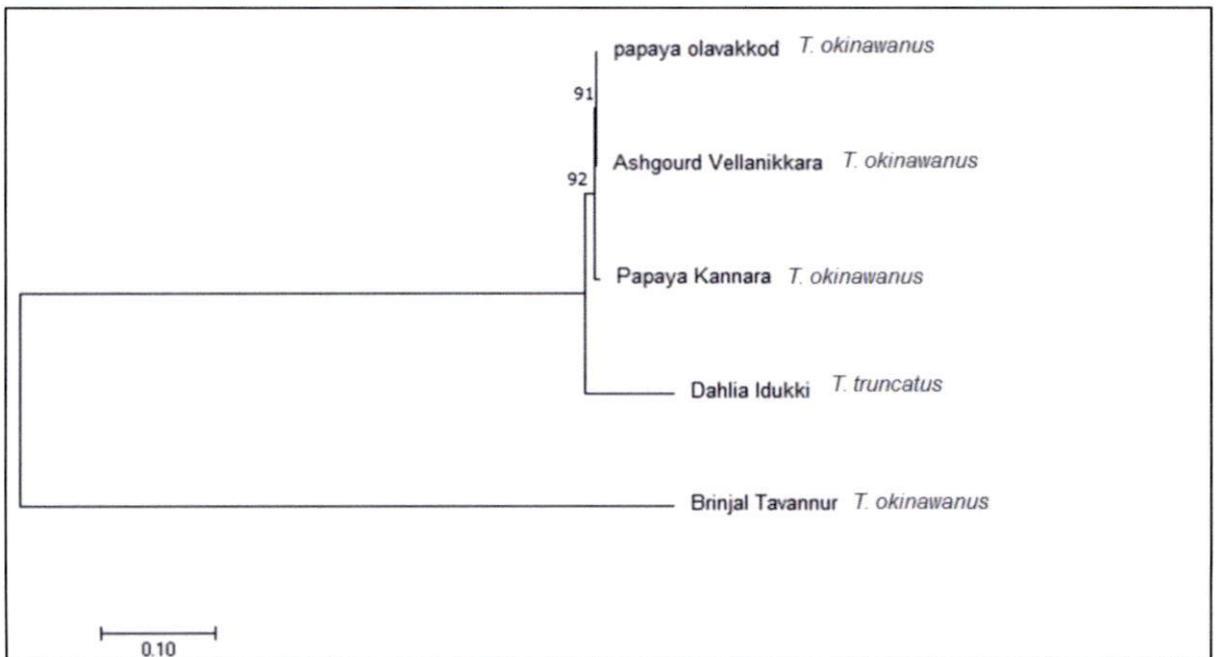 papaya olavakkod T. okinawanus
91
Ashgourd Vellanikkara T. okinawanus
92
Papaya Kannara T. okinawanus
Dahlia Idukki T. truncatus
Brinjal Tavannur T. okinawanus
0.10